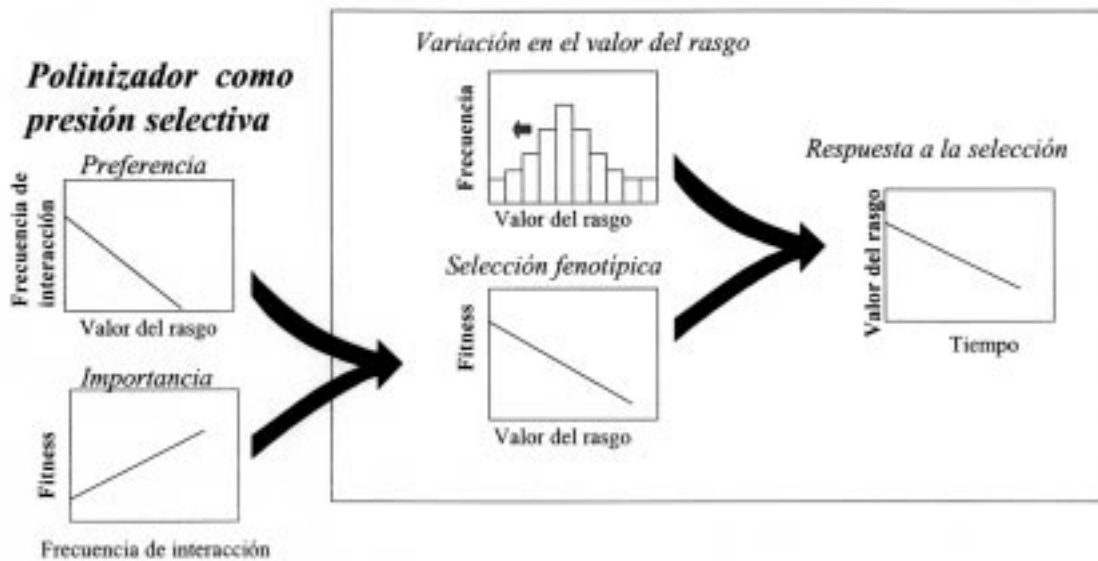 Polinizador como
presión selectiva
Preferencia
Frecuencia de
interacción
Valor del rasgo
Importancia
Fitness
Frecuencia de interacción
Variación en el valor del rasgo
Frecuencia
Valor del rasgo
Selección fenotípica
Fitness
Valor del rasgo
Respuesta a la selección
Valor del rasgo
Tiempo